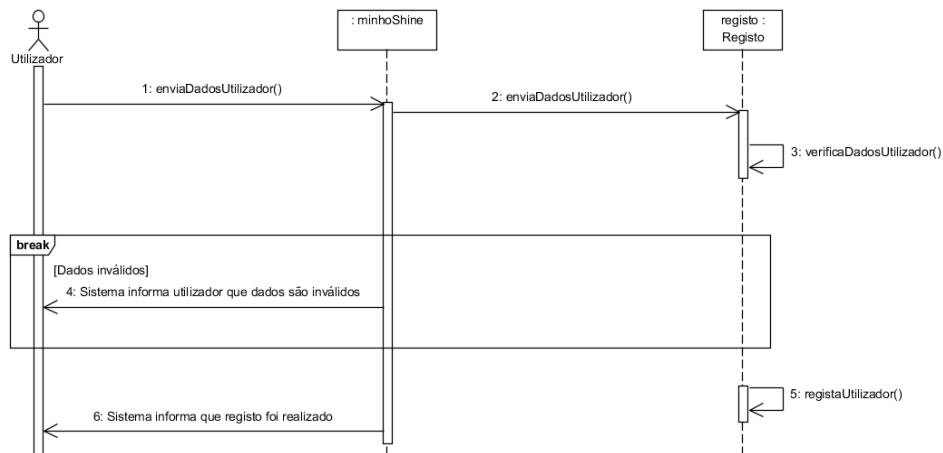 : minhoShine
registo :
Registo
Utilizador
1: enviaDadosUtilizador()
2: enviaDadosUtilizador()
3: verificaDadosUtilizador()
break
[Dados inválidos]
4: Sistema informa utilizador que dados são inválidos
5: registaUtilizador()
6: Sistema informa que registo foi realizado